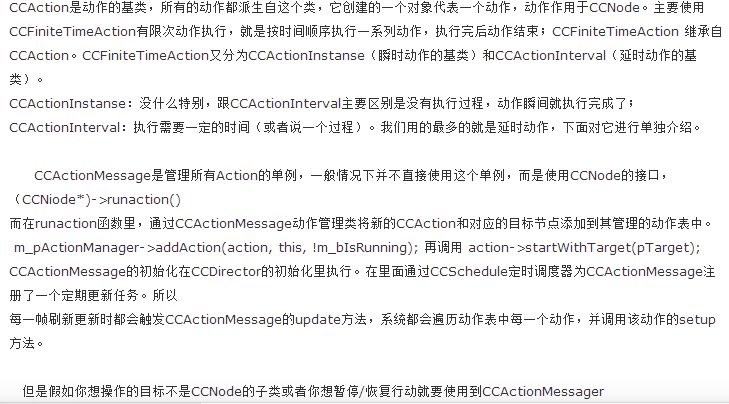 CCAction是动作的基类，所有的动作都派生自这个类，它创建的一个对象代表一个动作，动作作用于CCNode。主要使用
CCFiniteTimeAction有限次动作执行，就是按时间顺序执行一系列动作，执行完后动作结束；CCFiniteTimeAction 继承自
CCAction。CCFiniteTimeAction又分为CCActionInstanse（瞬时动作的基类）和CCActionInterval（延时动作的基
类）。
CCActionInstanse：没什么特别，跟CCActionInterval主要区别是没有执行过程，动作瞬间就执行完成了；
CCActionInterval：执行需要一定的时间（或者说一个过程）。我们用的最多的就是延时动作，下面对它进行单独介绍。
CCActionMessage是管理所有Action的单例，一般情况下并不直接使用这个单例，而是使用CCNode的接口，
（CCNiode*)->runaction()
而在runaction函数里，通过CCActionMessage动作管理类将新的CCAction和对应的目标节点添加到其管理的动作表中。
m_pActionManager->addAction(action, this, !m_bIsRunning); 再调用 action->startWithTarget(pTarget);
CCActionMessage的初始化在CCDirector的初始化里执行。在里面通过CCSchedule定时调度器为CCActionMessage注
册了一个定期更新任务。所以
每一帧刷新更新时都会触发CCActionMessage的update方法，系统都会遍历动作表中每一个动作，并调用该动作的setup
方法。
但是假如你想操作的目标不是CCNode的子类或者你想暂停/恢复行动就要使用到CCActionMessager